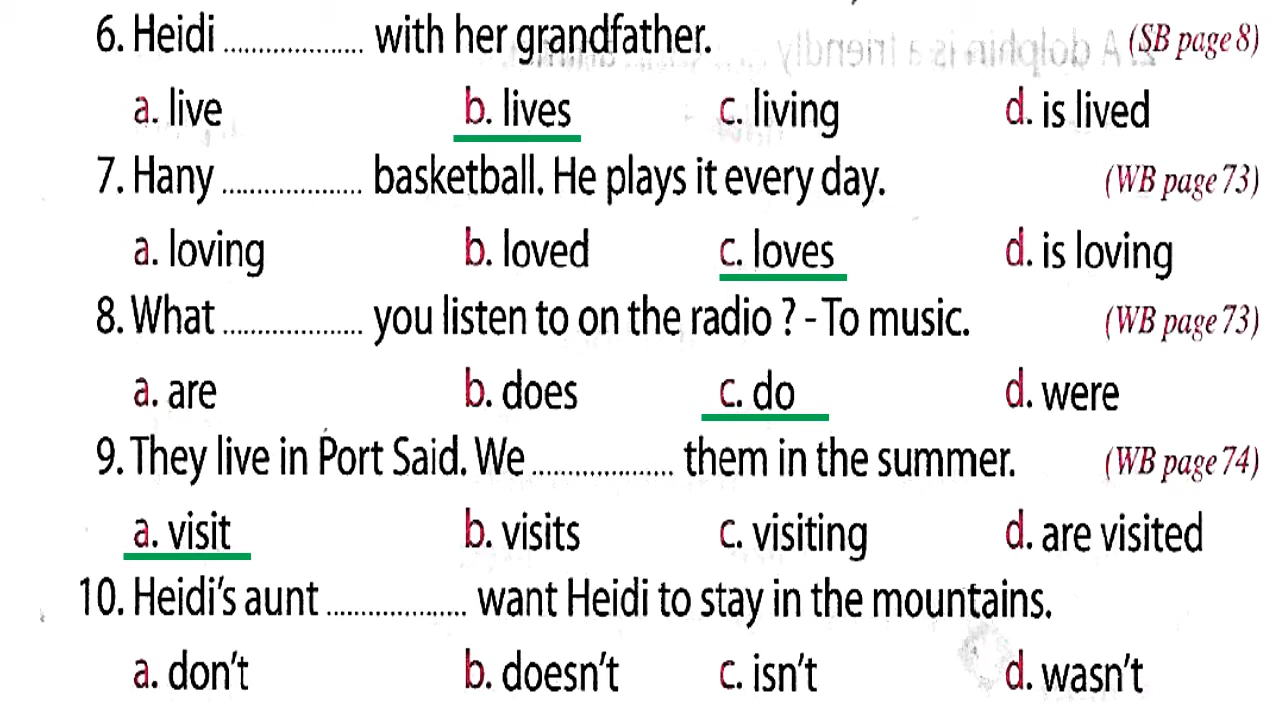 6. Heidi .................... with her grandfather. (SB page 8)
a. live b. lives c. living d. is lived
7. Hany .................... basketball. He plays it every day. (WB page 73)
a. loving b. loved c. loves d. is loving
8. What .................... you listen to on the radio ? - To music. (WB page 73)
a. are b. does c. do d. were
9. They live in Port Said. We .................... them in the summer. (WB page 74)
a. visit b. visits c. visiting d. are visited
10. Heidi's aunt .................... want Heidi to stay in the mountains.
a. don't b. doesn't c. isn't d. wasn't